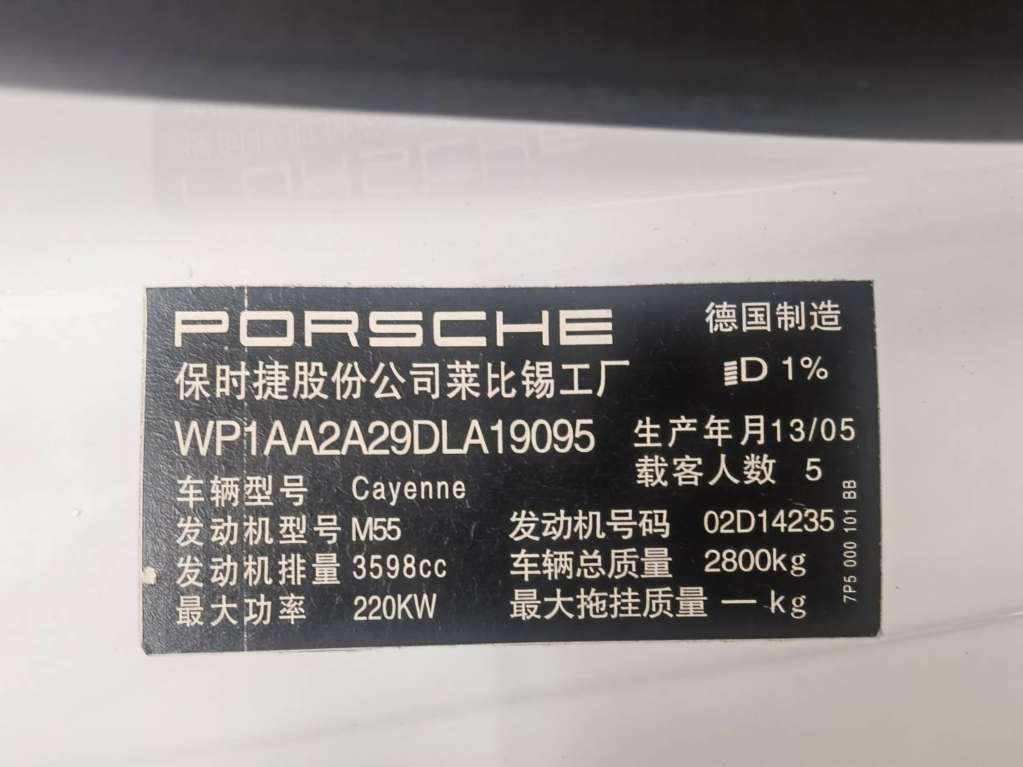 PORSCHE 德国制造
保时捷股份公司莱比锡工厂 D 1%
WP1AA2A29DLA19095 生产年月13/05
载客人数 5
车辆型号 Cayenne
发动机型号 M55 发动机号码 02D14235
发动机排量 3598cc 车辆总质量 2800kg
最大功率 220KW 最大拖挂质量 — kg
7P5 000 101 BB